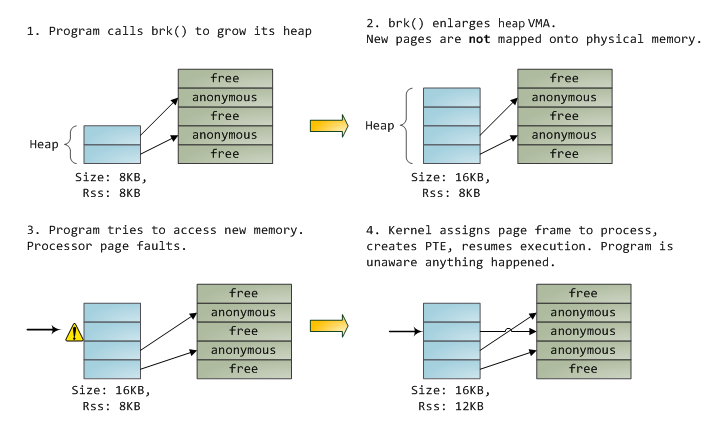 1. Program calls brk() to grow its heap
free
anonymous
free
anonymous
free
Heap
Size: 8KB,
Rss: 8KB
2. brk() enlarges heap VMA.
New pages are not mapped onto physical memory.
free
anonymous
free
anonymous
free
Heap
Size: 16KB,
Rss: 8KB
3. Program tries to access new memory.
Processor page faults.
free
anonymous
free
anonymous
free
Size: 16KB,
Rss: 8KB
4. Kernel assigns page frame to process,
creates PTE, resumes execution. Program is
unaware anything happened.
free
anonymous
anonymous
anonymous
free
Size: 16KB,
Rss: 12KB